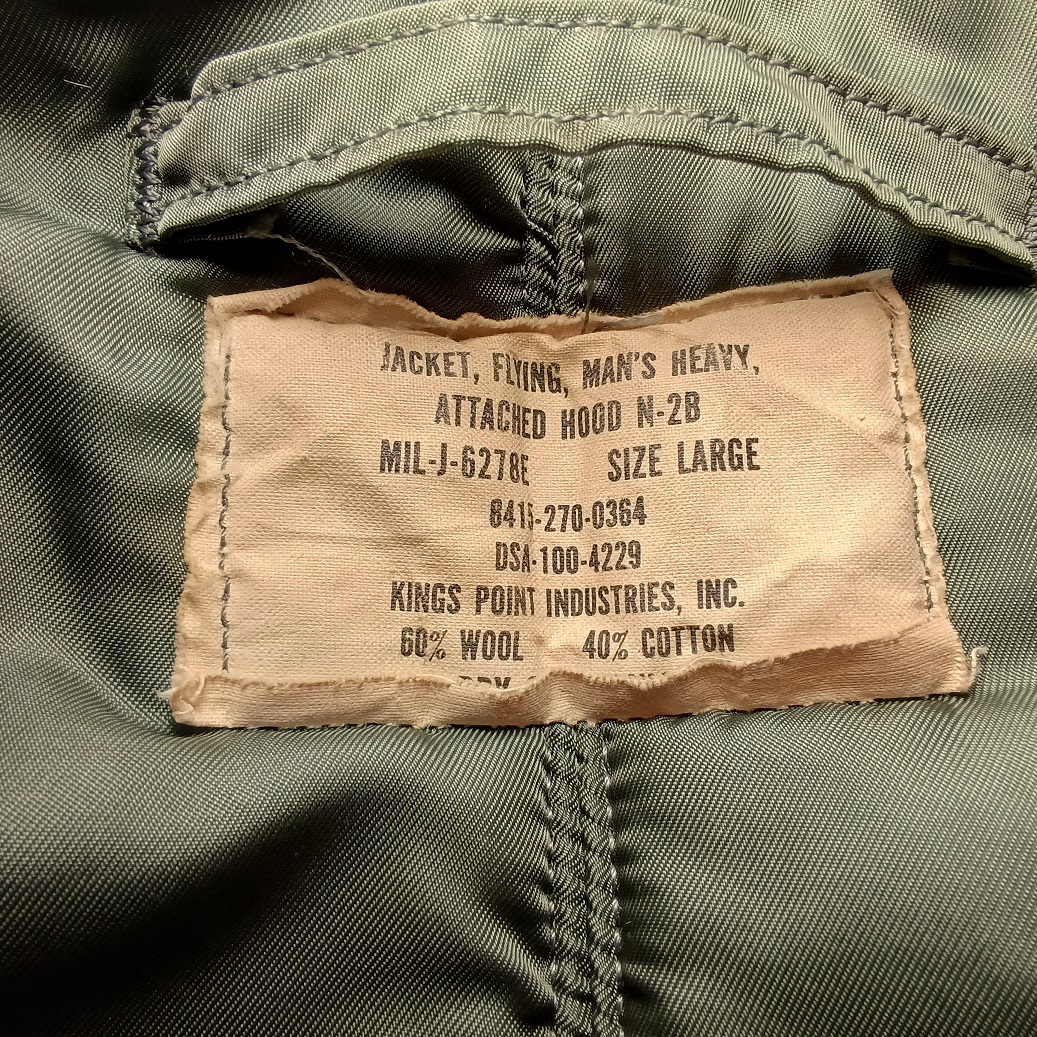 JACKET, FLYING, MAN'S HEAVY,
ATTACHED HOOD N-2B
MIL-J-6278E SIZE LARGE
8415-270-0364
DSA-100-4229
KINGS POINT INDUSTRIES, INC.
60% WOOL 40% COTTON
DRY